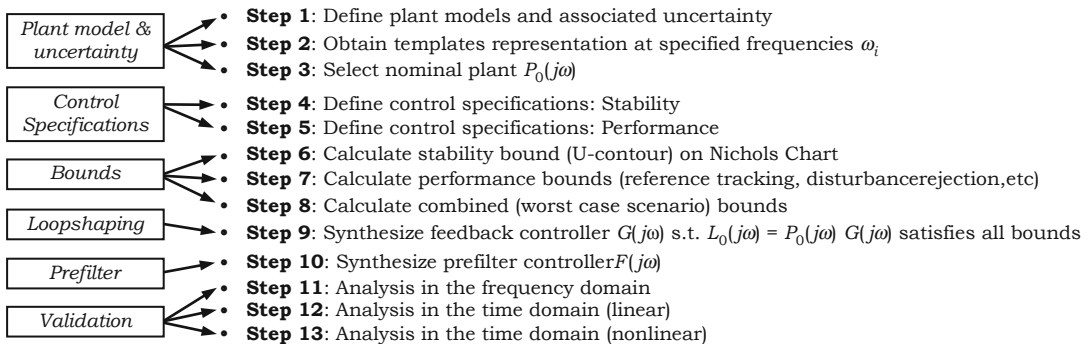 Plant model &
uncertainty
• Step 1: Define plant models and associated uncertainty
• Step 2: Obtain templates representation at specified frequencies ωi
• Step 3: Select nominal plant P0(jω)
Control
Specifications
• Step 4: Define control specifications: Stability
• Step 5: Define control specifications: Performance
Bounds
• Step 6: Calculate stability bound (U-contour) on Nichols Chart
• Step 7: Calculate performance bounds (reference tracking, disturbancerejection,etc)
• Step 8: Calculate combined (worst case scenario) bounds
Loopshaping
• Step 9: Synthesize feedback controller G(jω) s.t. L0(jω) = P0(jω) G(jω) satisfies all bounds
Prefilter
• Step 10: Synthesize prefilter controllerF(jω)
Validation
• Step 11: Analysis in the frequency domain
• Step 12: Analysis in the time domain (linear)
• Step 13: Analysis in the time domain (nonlinear)